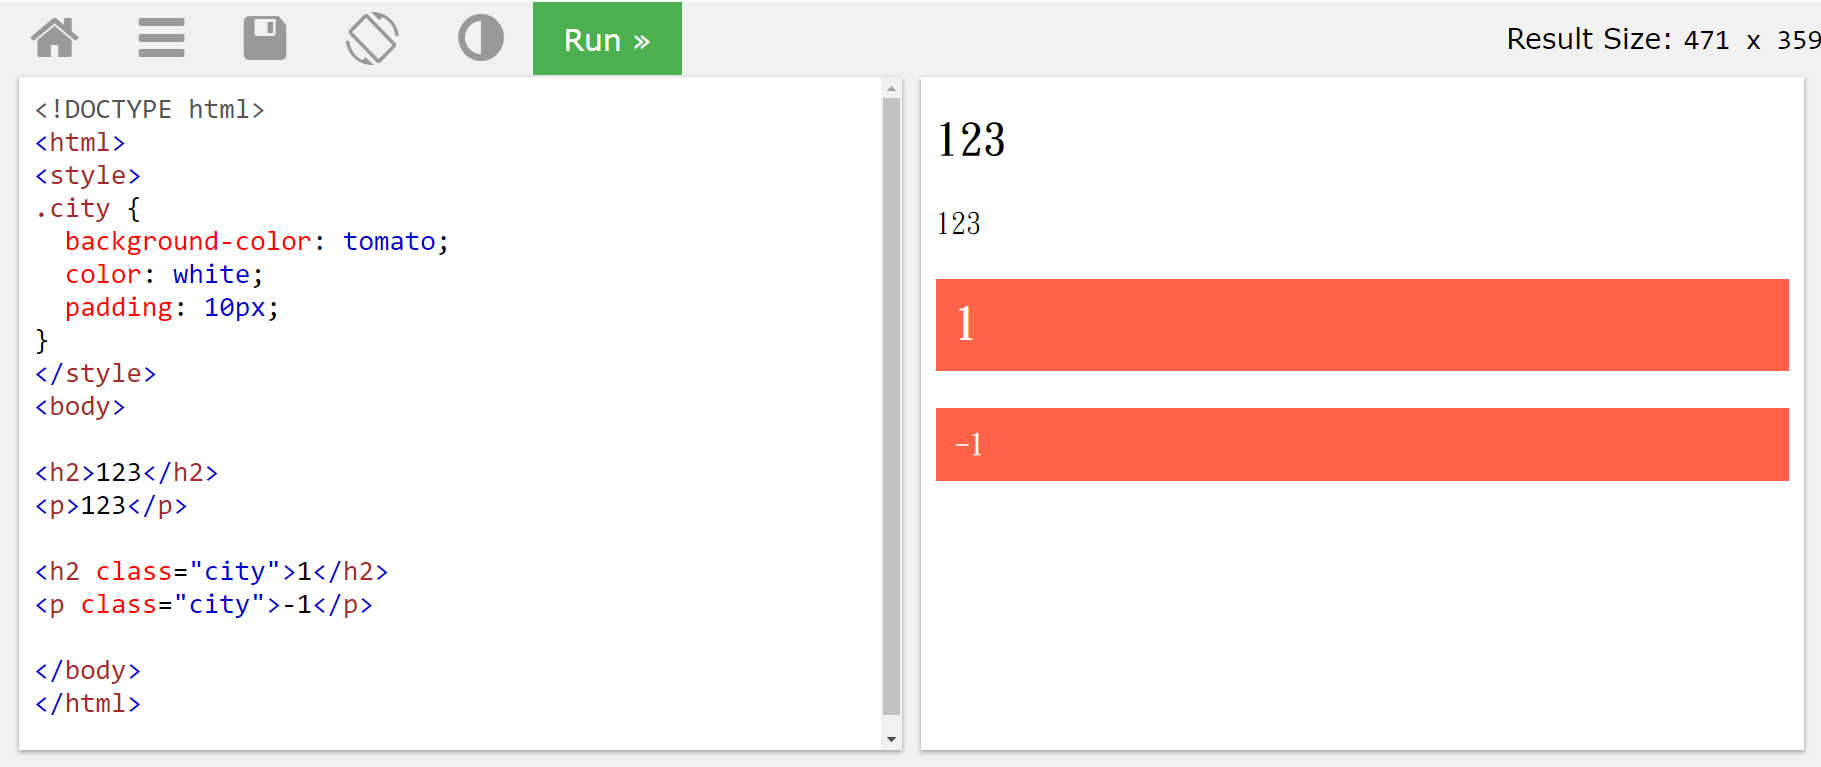 Run »
Result Size: 471 x 359
<!DOCTYPE html>
<html>
<style>
.city {
  background-color: tomato;
  color: white;
  padding: 10px;
}
</style>
<body>

<h2>123</h2>
<p>123</p>

<h2 class="city">1</h2>
<p class="city">-1</p>

</body>
</html>
123
123
1
-1